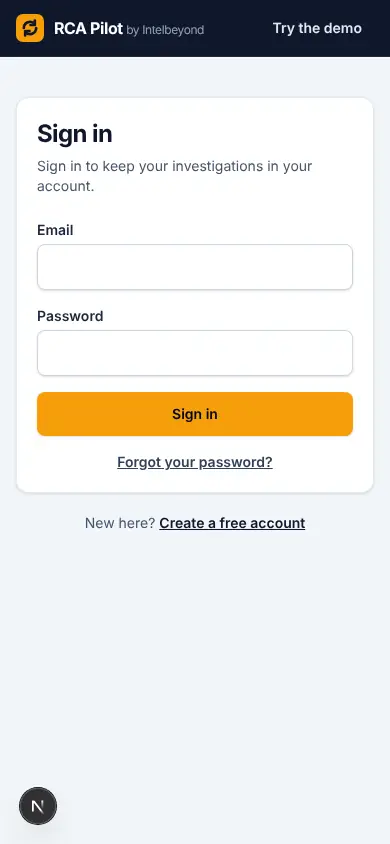 RCA Pilot by Intelbeyond
Try the demo
Sign in
Sign in to keep your investigations in your
account.
Email
Password
Sign in
Forgot your password?
New here? Create a free account
N